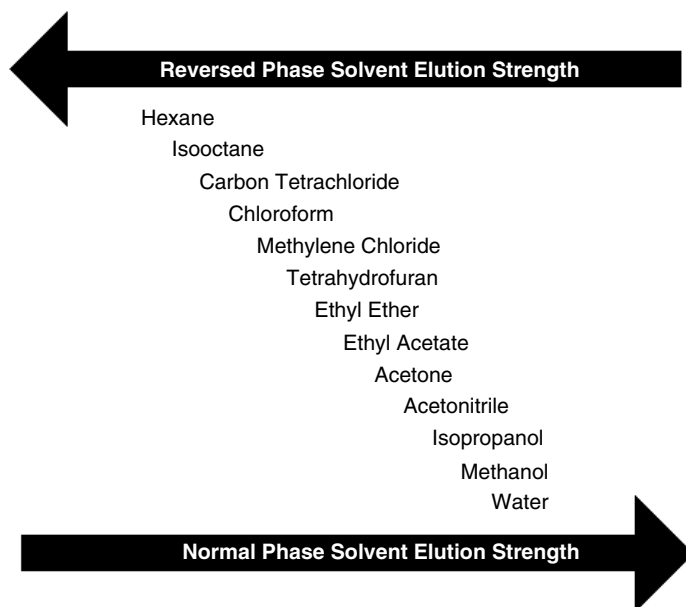 Reversed Phase Solvent Elution Strength
Hexane
Isooctane
Carbon Tetrachloride
Chloroform
Methylene Chloride
Tetrahydrofuran
Ethyl Ether
Ethyl Acetate
Acetone
Acetonitrile
Isopropanol
Methanol
Water
Normal Phase Solvent Elution Strength